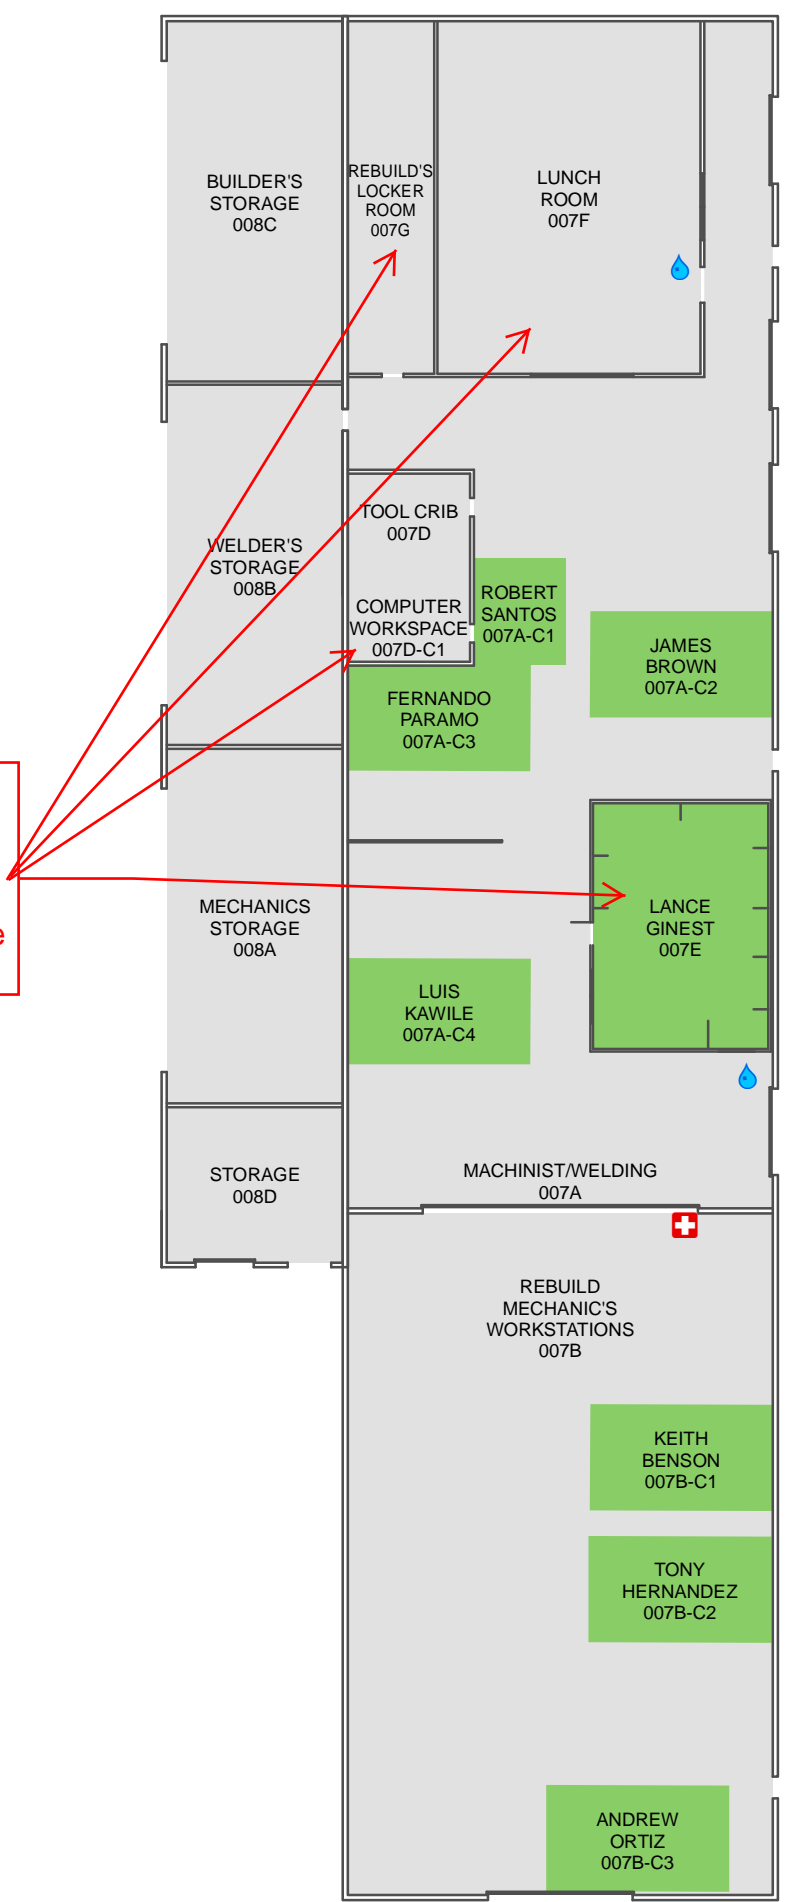 BUILDER'S
STORAGE
008C
REBUILD'S
LOCKER
ROOM
007G
LUNCH
ROOM
007F
WELDER'S
STORAGE
008B
TOOL CRIB
007D
COMPUTER
WORKSPACE
007D-C1
ROBERT
SANTOS
007A-C1
JAMES
BROWN
007A-C2
FERNANDO
PARAMO
007A-C3
MECHANICS
STORAGE
008A
LANCE
GINEST
007E
LUIS
KAWILE
007A-C4
STORAGE
008D
MACHINIST/WELDING
007A
REBUILD
MECHANIC'S
WORKSTATIONS
007B
KEITH
BENSON
007B-C1
TONY
HERNANDEZ
007B-C2
ANDREW
ORTIZ
007B-C3